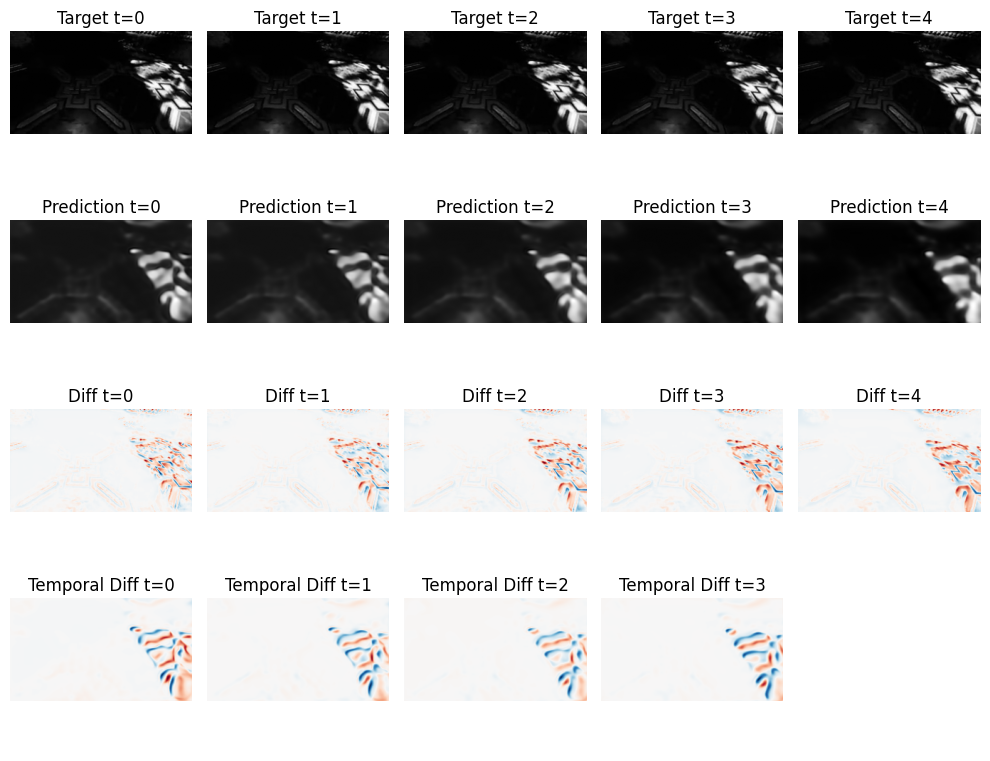 Target t=0 Target t=1 Target t=2 Target t=3 Target t=4
Prediction t=0 Prediction t=1 Prediction t=2 Prediction t=3 Prediction t=4
Diff t=0 Diff t=1 Diff t=2 Diff t=3 Diff t=4
Temporal Diff t=0 Temporal Diff t=1 Temporal Diff t=2 Temporal Diff t=3